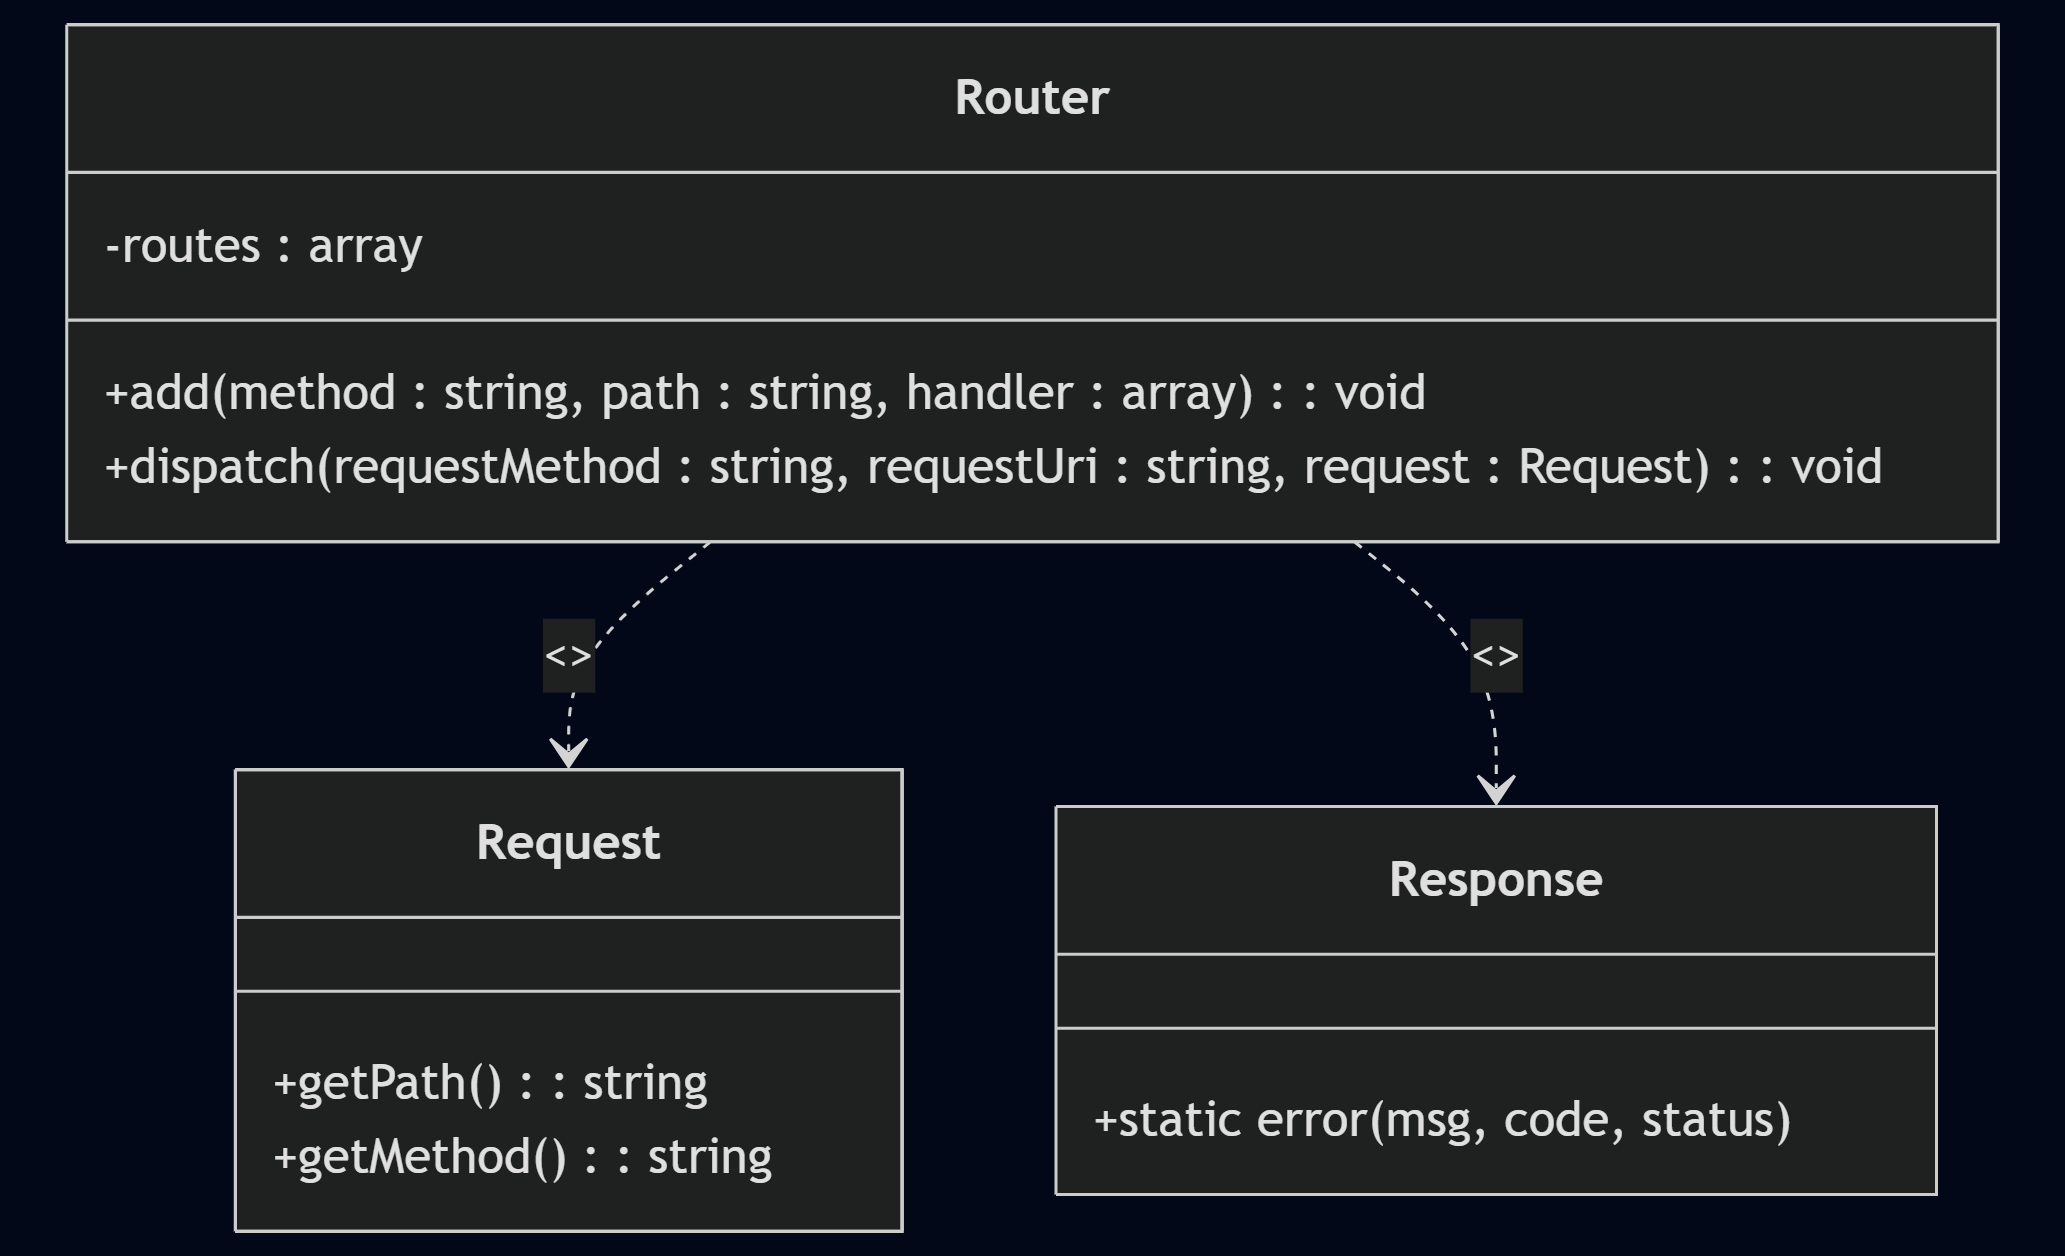 Router
-routes : array
+add(method : string, path : string, handler : array) : : void
+dispatch(requestMethod : string, requestUri : string, request : Request) : : void
<> <>
Request
Response
+getPath() : : string
+static error(msg, code, status)
+getMethod() : : string